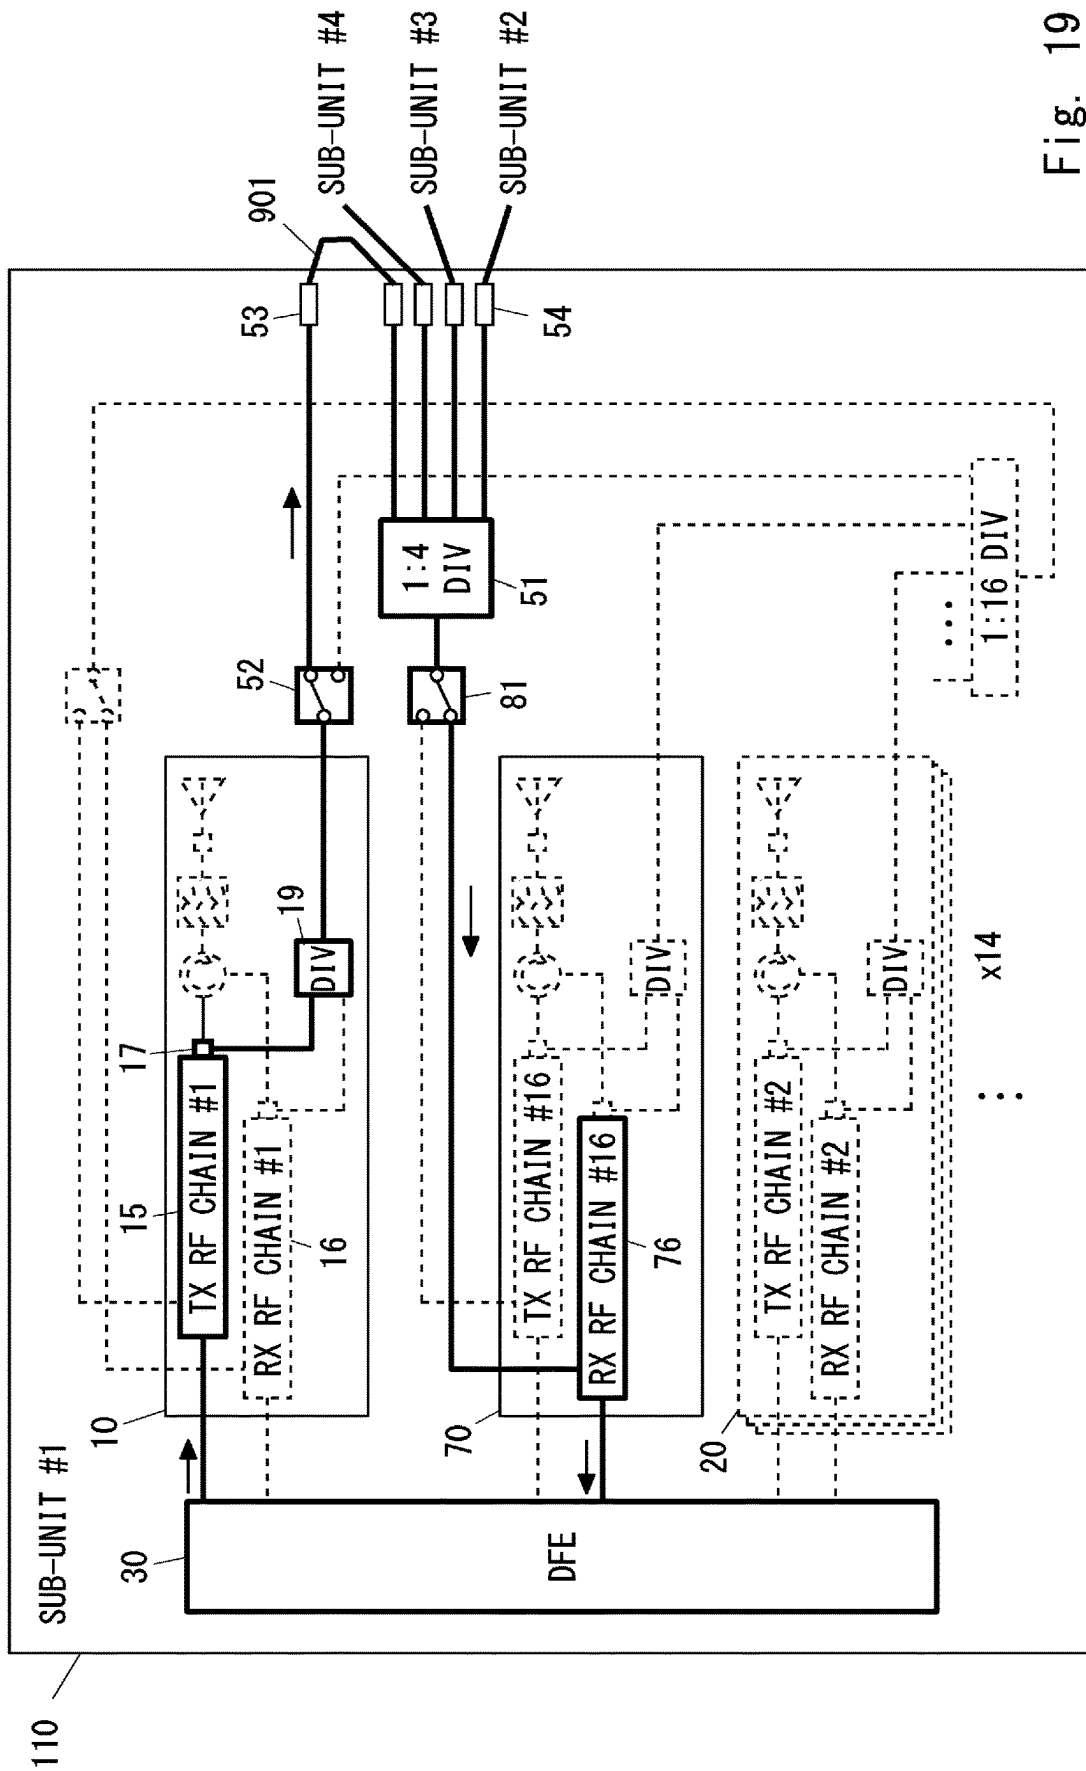 110
SUB-UNIT #1
30
DFE
10
15
TX RF CHAIN #1
17
RX RF CHAIN #1
16
19
DIV
52
53
901
SUB-UNIT #4
SUB-UNIT #3
SUB-UNIT #2
54
1:4
DIV
51
81
70
TX RF CHAIN #16
RX RF CHAIN #16
76
DIV
20
TX RF CHAIN #2
RX RF CHAIN #2
DIV
x14
1:16 DIV
Fig. 19